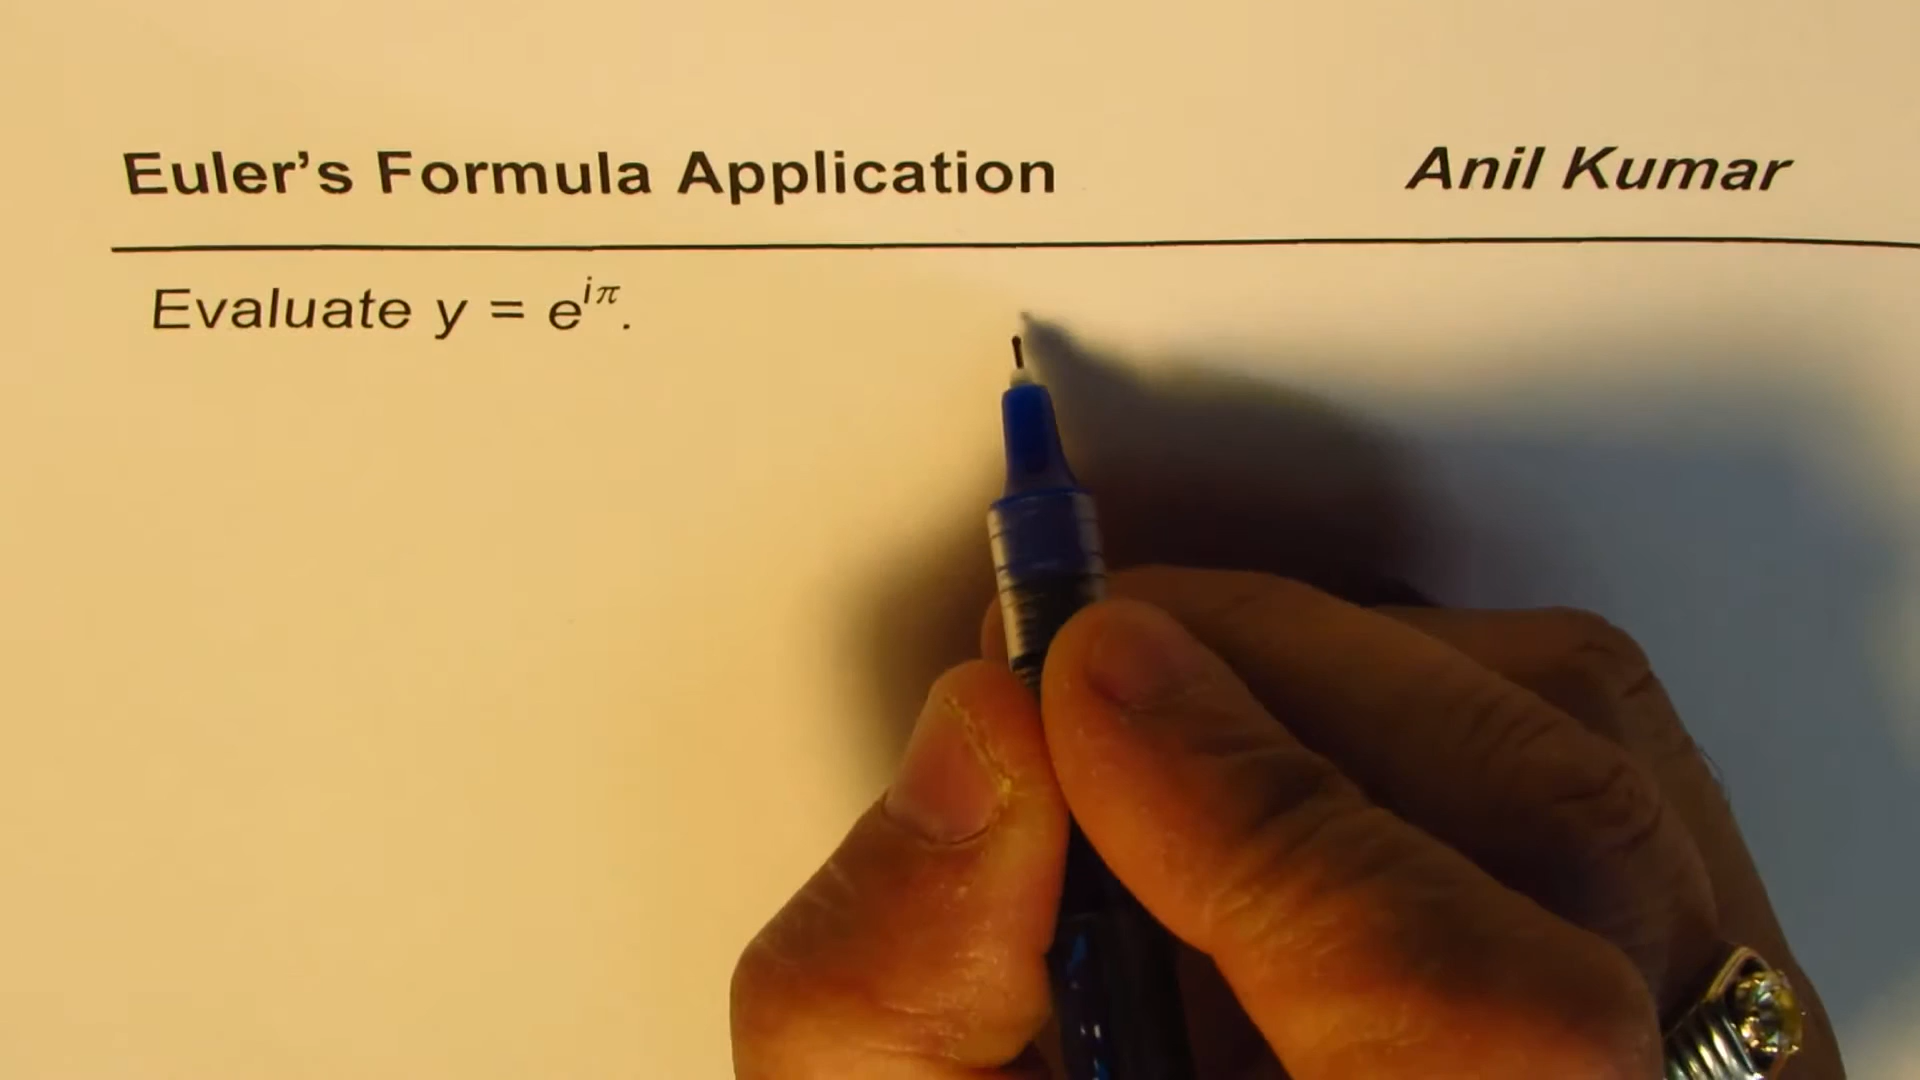 Euler’s Formula Application
Anil Kumar
Evaluate y = e^{iπ}.